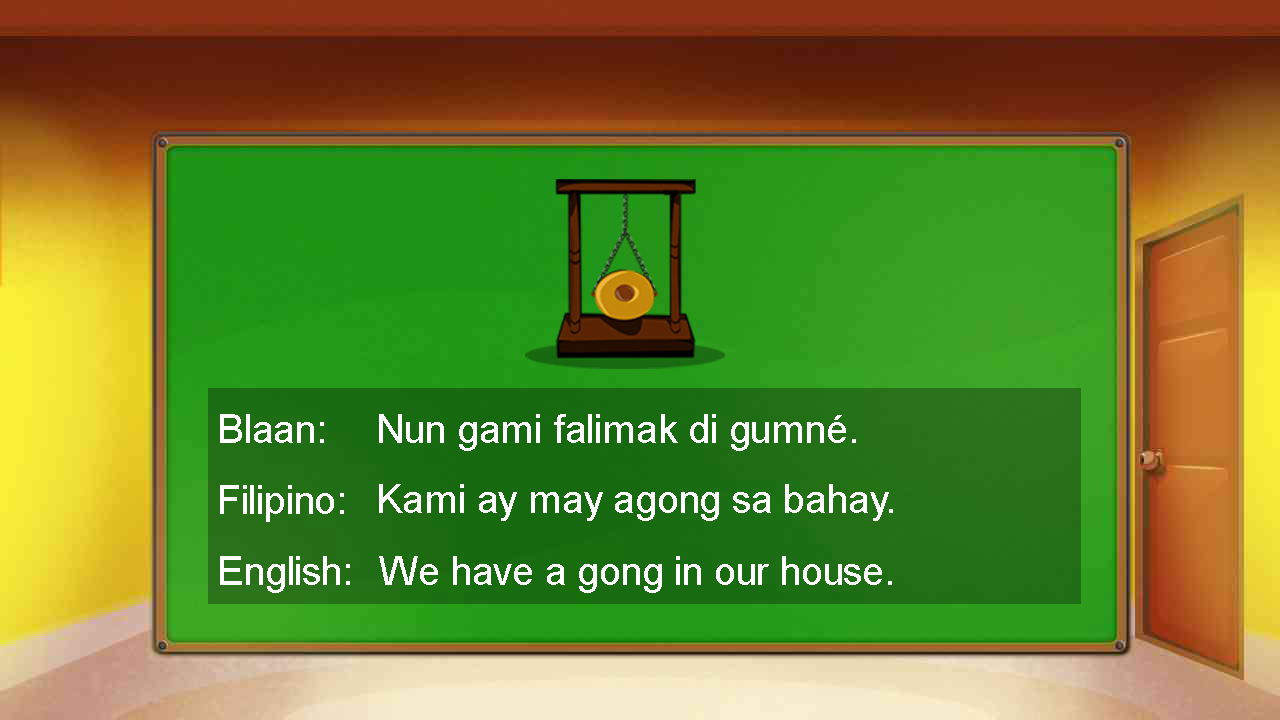 Blaan: Nun gami falimak di gumné.
Filipino: Kami ay may agong sa bahay.
English: We have a gong in our house.